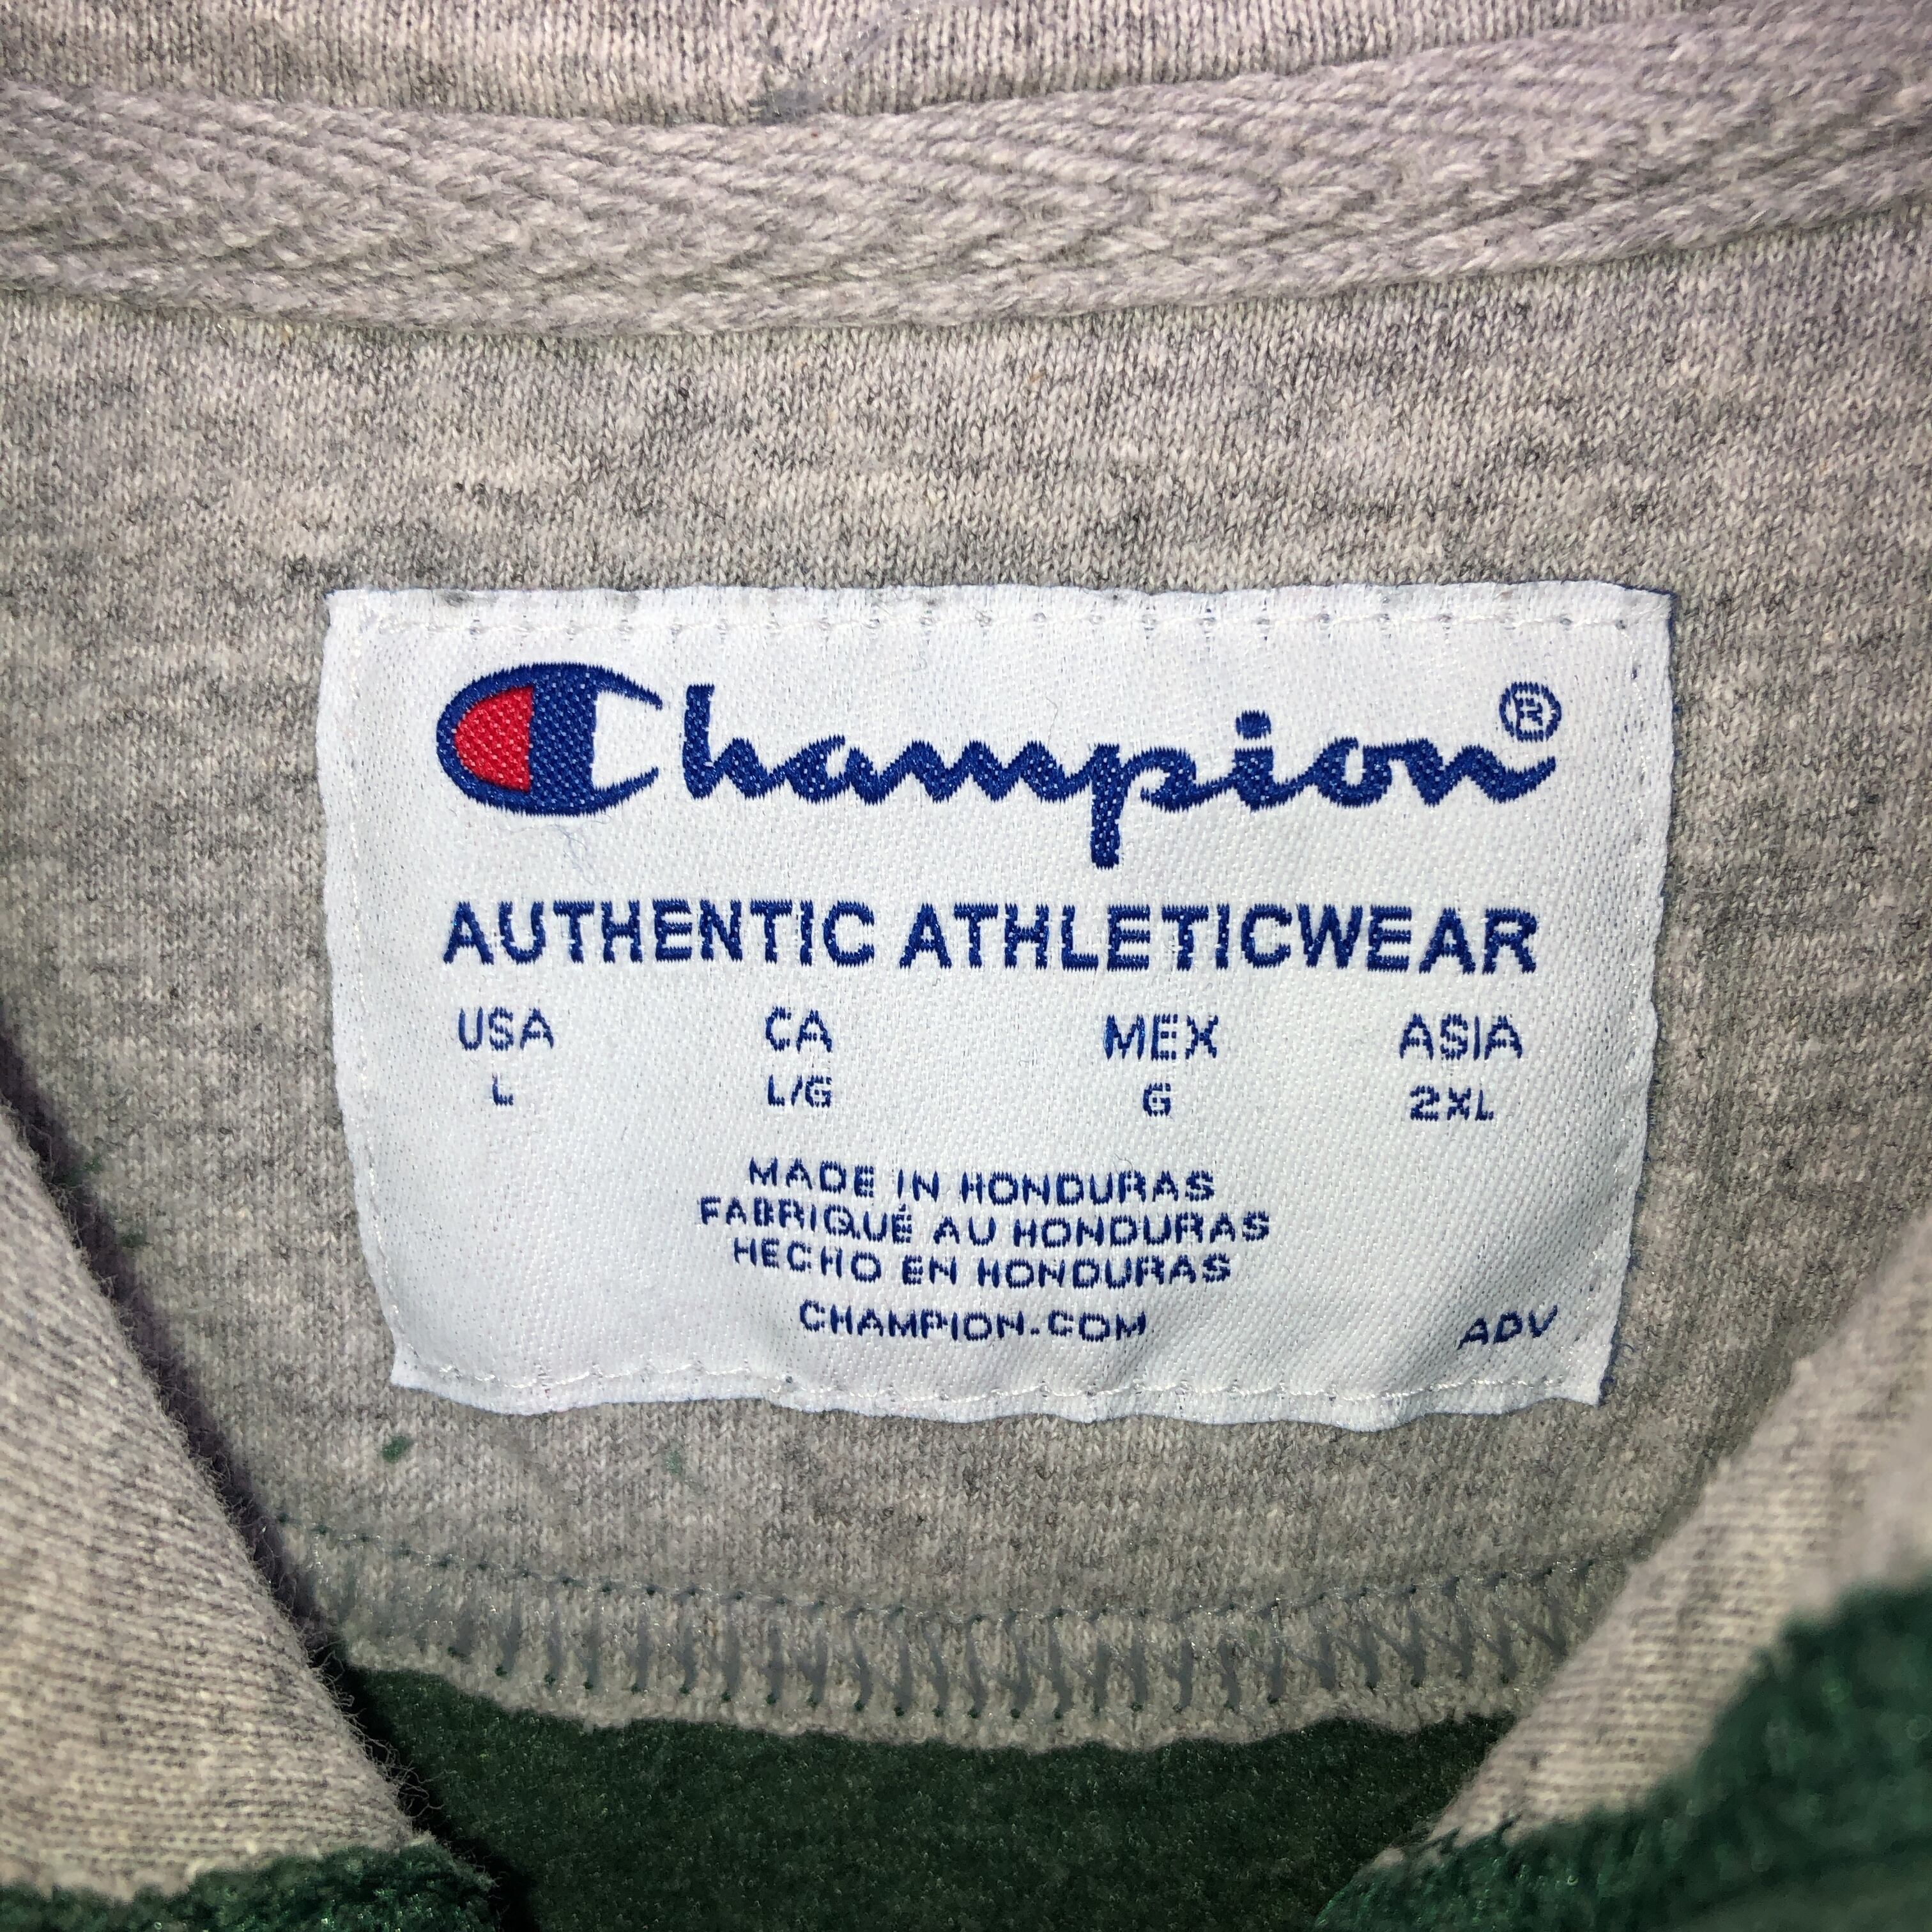 Champion®
AUTHENTIC ATHLETICWEAR
USA CA MEX ASIA
L L/G G 2XL
MADE IN HONDURAS
FABRIQUÉ AU HONDURAS
HECHO EN HONDURAS
CHAMPION.COM ADV